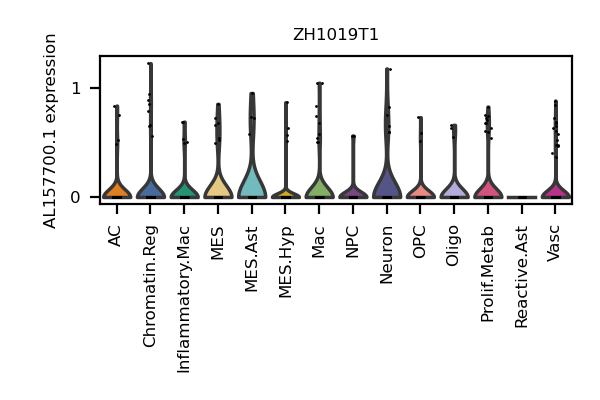 ZH1019T1
AL157700.1 expression
1
0
AC
Chromatin.Reg
Inflammatory.Mac
MES
MES.Ast
MES.Hyp
Mac
NPC
Neuron
OPC
Oligo
Prolif.Metab
Reactive.Ast
Vasc